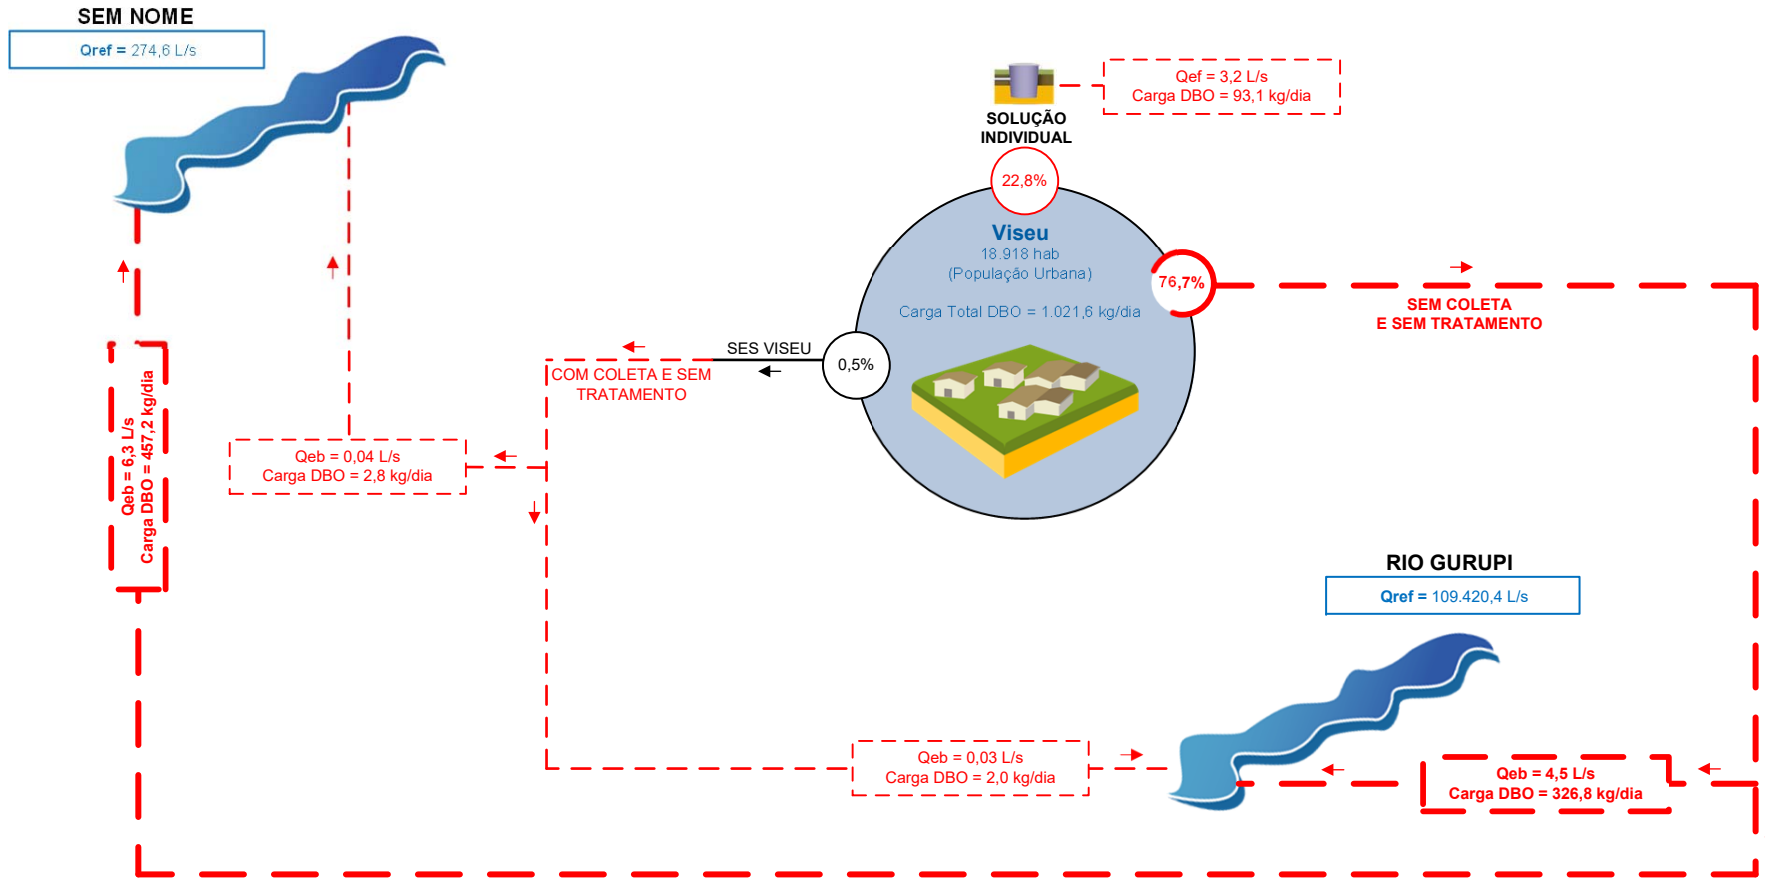 SEM NOME
Qref = 274,6 L/s
Qef = 3,2 L/s
Carga DBO = 93,1 kg/dia
SOLUÇÃO
INDIVIDUAL
22,8%
Viseu
18.918 hab
(População Urbana)
Carga Total DBO = 1.021,6 kg/dia
76,7%
SEM COLETA
E SEM TRATAMENTO
SES VISEU
0,5%
COM COLETA E SEM
TRATAMENTO
Qeb = 6,3 L/s
Carga DBO = 457,2 kg/dia
Qeb = 0,04 L/s
Carga DBO = 2,8 kg/dia
RIO GURUPI
Qref = 109.420,4 L/s
Qeb = 0,03 L/s
Carga DBO = 2,0 kg/dia
Qeb = 4,5 L/s
Carga DBO = 326,8 kg/dia